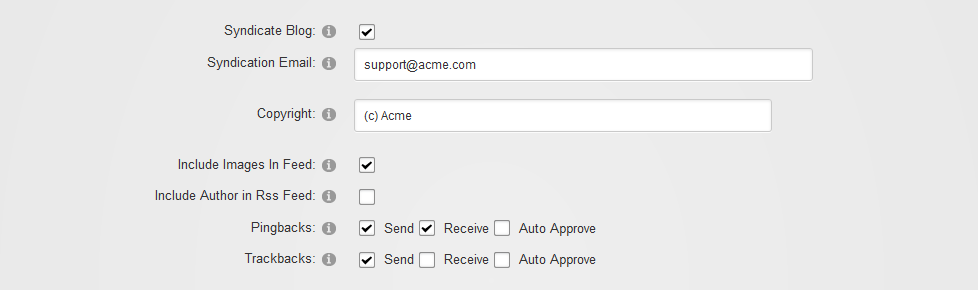 Syndicate Blog:
Syndication Email: support@acme.com
Copyright: (c) Acme
Include Images In Feed:
Include Author in Rss Feed:
Pingbacks: Send Receive Auto Approve
Trackbacks: Send Receive Auto Approve